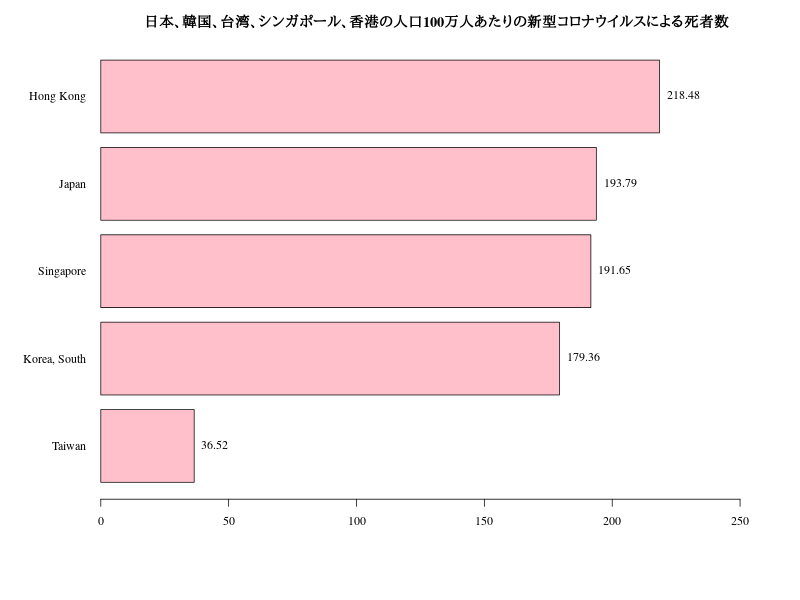 日本、韓国、台湾、シンガポール、香港の人口100万人あたりの新型コロナウイルスによる死者数
Hong Kong 218.48
Japan 193.79
Singapore 191.65
Korea, South 179.36
Taiwan 36.52
0 50 100 150 200 250